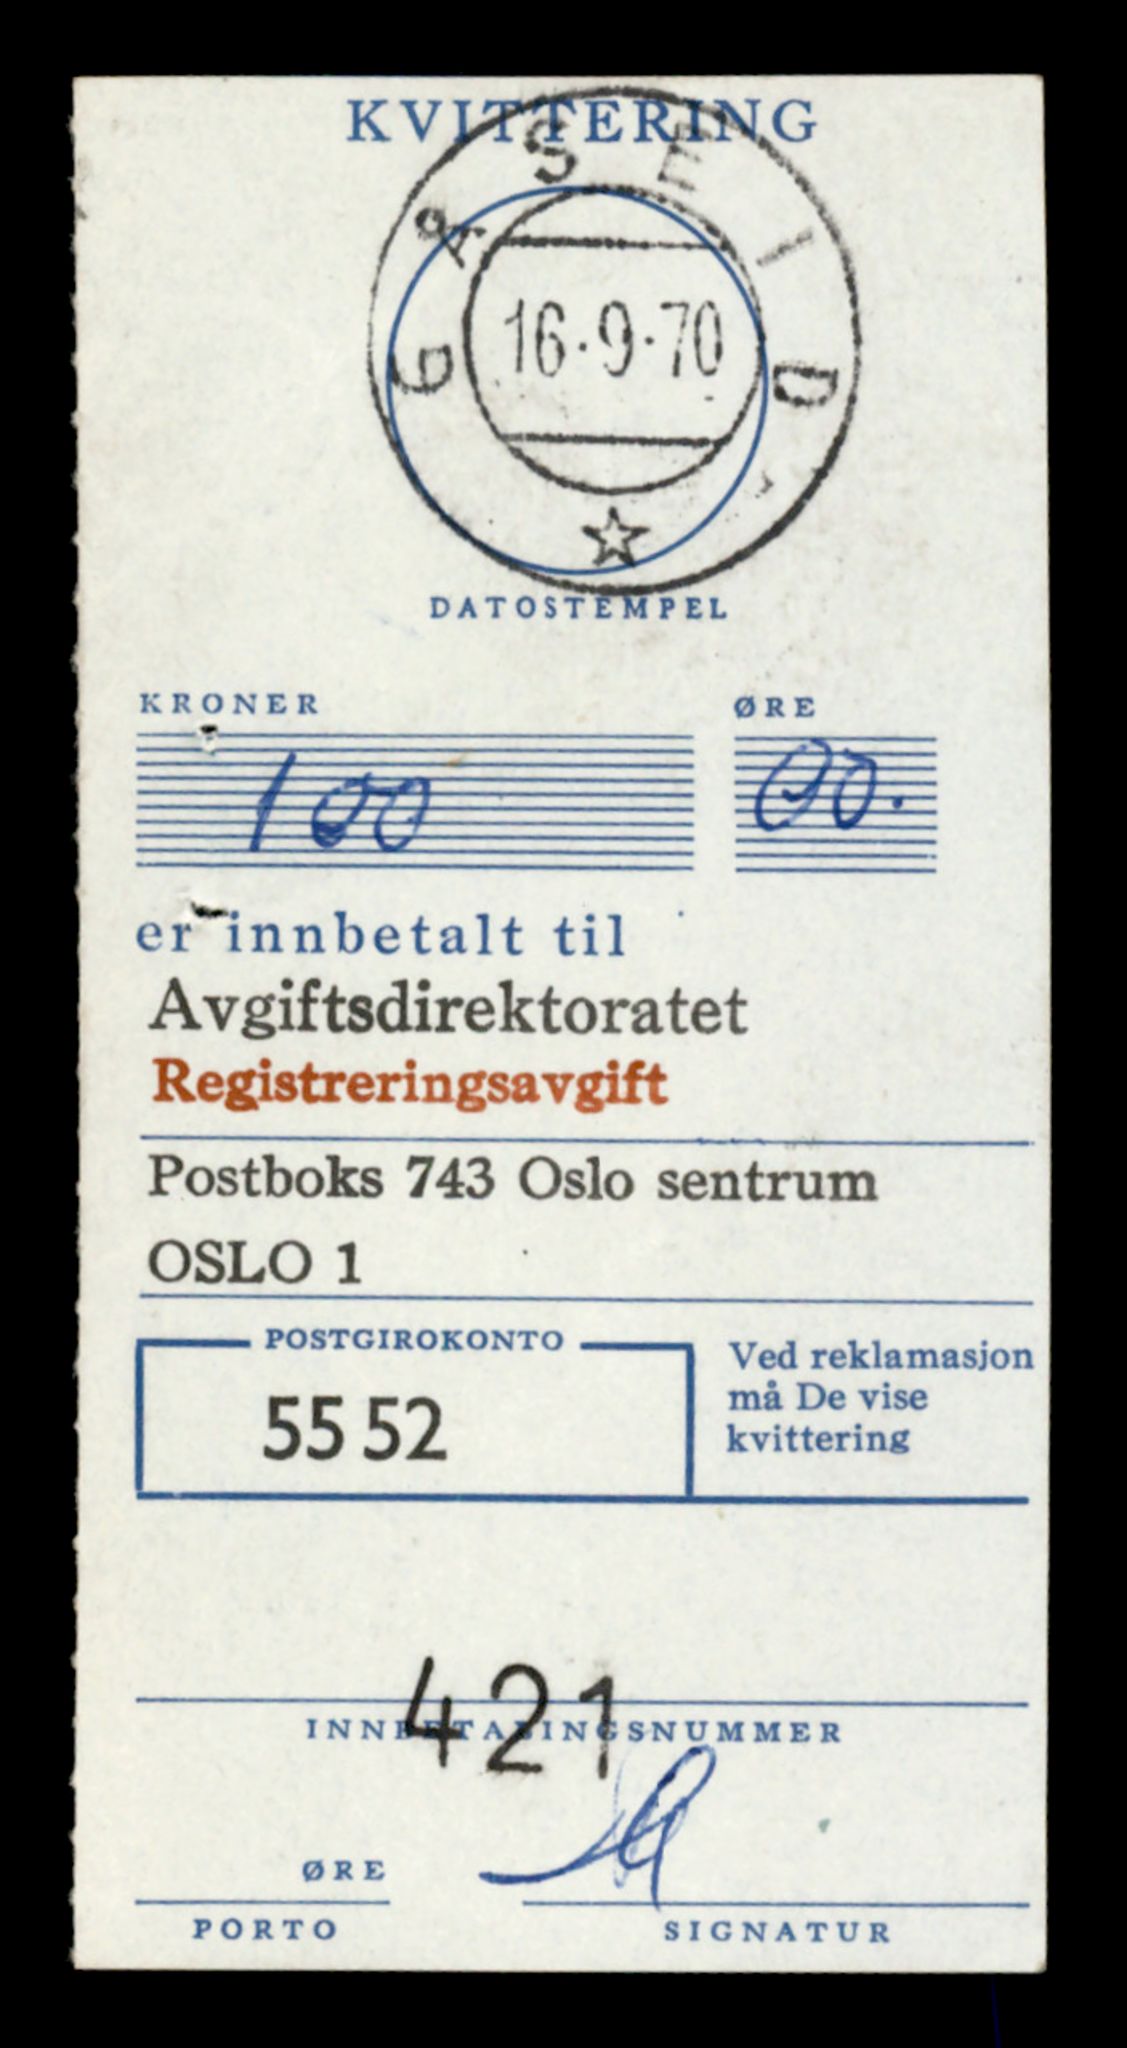 KVITTERING
GÅSEID
16·9·70
DATOSTEMPEL
KRONER ØRE
100 00.
er innbetalt til
Avgiftsdirektoratet
Registreringsavgift
Postboks 743 Oslo sentrum
OSLO 1
POSTGIROKONTO
55 52
Ved reklamasjon
må De vise
kvittering
421
INNBETALINGSNUMMER
ØRE
PORTO SIGNATUR